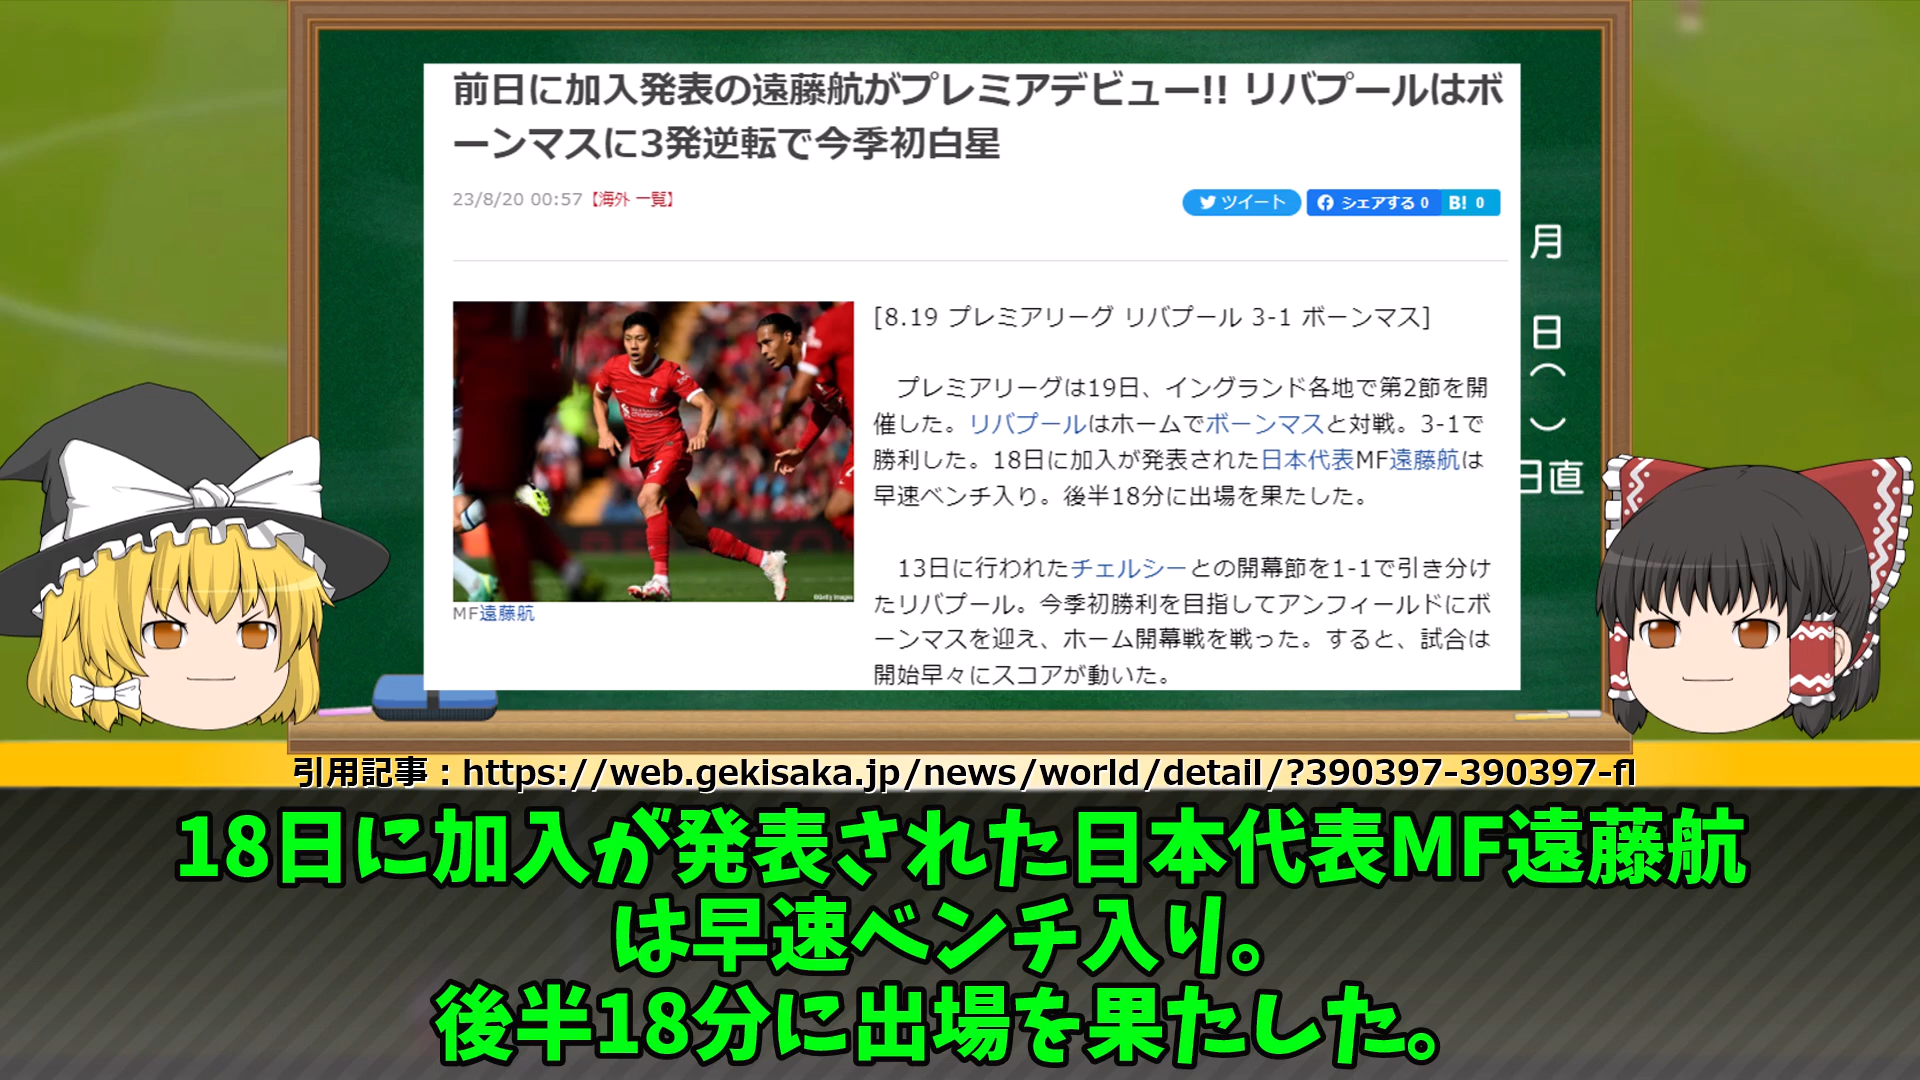 前日に加入発表の遠藤航がプレミアデビュー!! リバプールはボ
ーンマスに3発逆転で今季初白星
23/8/20 00:57【海外 一覧】
ツイート シェアする 0 B! 0
[8.19 プレミアリーグ リバプール 3-1 ボーンマス]
プレミアリーグは19日、イングランド各地で第2節を開
催した。リバプールはホームでボーンマスと対戦。3-1で
勝利した。18日に加入が発表された日本代表MF遠藤航は
早速ベンチ入り。後半18分に出場を果たした。
13日に行われたチェルシーとの開幕節を1-1で引き分け
たリバプール。今季初勝利を目指してアンフィールドにボ
ーンマスを迎え、ホーム開幕戦を戦った。すると、試合は
開始早々にスコアが動いた。
©Getty Images
MF遠藤航
月
日
(
)
日直
引用記事：https://web.gekisaka.jp/news/world/detail/?390397-390397-fl
18日に加入が発表された日本代表MF遠藤航
は早速ベンチ入り。
後半18分に出場を果たした。